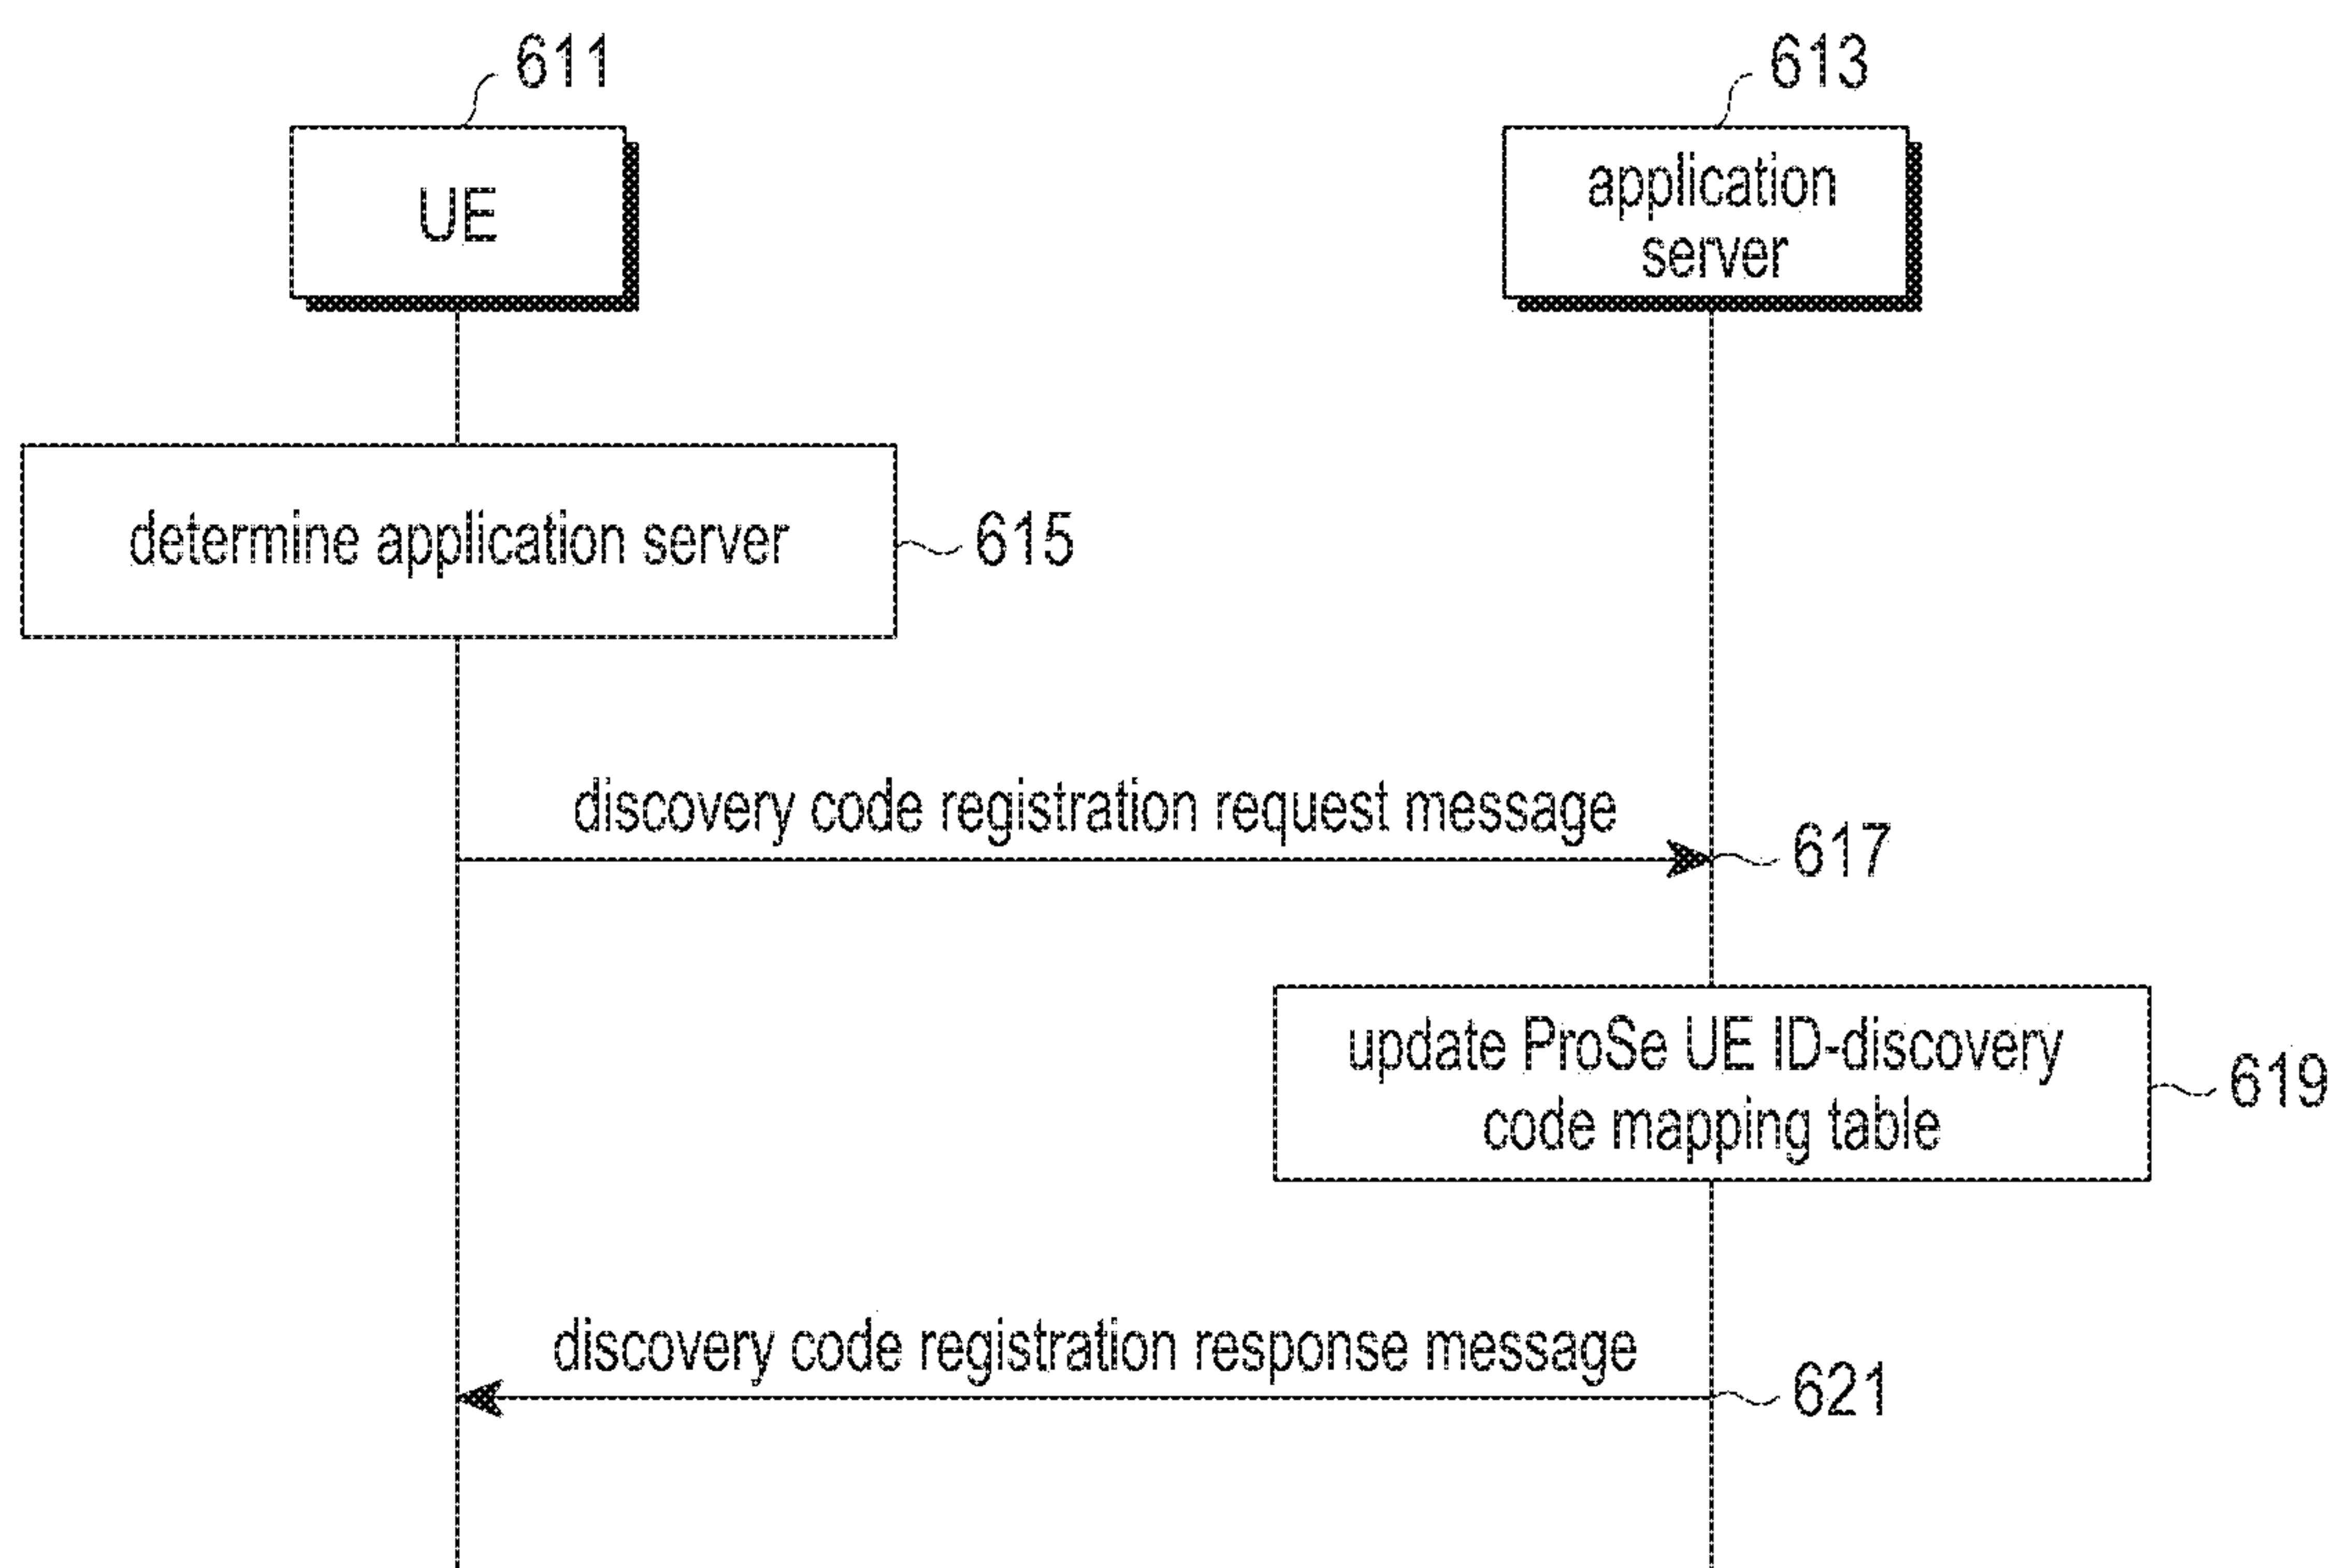 611
613
UE
application
server
determine application server
615
discovery code registration request message
617
update ProSe UE ID-discovery
code mapping table
619
discovery code registration response message
621